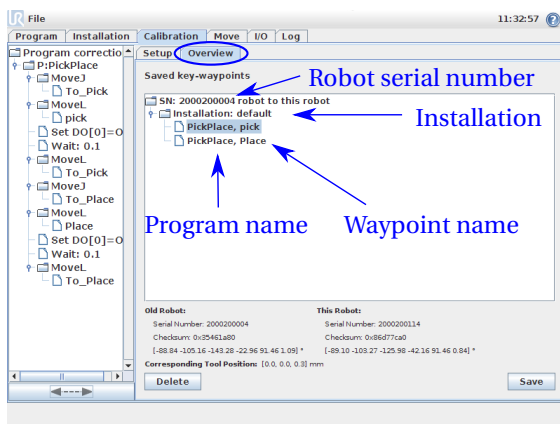 File
11:32:57
Program Installation Calibration Move I/O Log
Program correctio
P:PickPlace
MoveJ
To_Pick
MoveL
pick
Set DO[0]=O
Wait: 0.1
MoveL
To_Pick
MoveJ
To_Place
MoveL
Place
Set DO[0]=O
Wait: 0.1
MoveL
To_Place
Setup Overview
Saved key-waypoints
Robot serial number
SN: 2000200004 robot to this robot
Installation: default
Installation
PickPlace, pick
PickPlace, Place
Program name
Waypoint name
Old Robot:
Serial Number: 2000200004
Checksum: 0x35461a80
[-88.84 -105.16 -143.28 -22.96 91.46 1.09] °
This Robot:
Serial Number: 2000200114
Checksum: 0x86d77ca0
[-89.10 -103.27 -125.98 -42.16 91.46 0.84] °
Corresponding Tool Position: [0.0, 0.0, 0.3] mm
Delete
Save